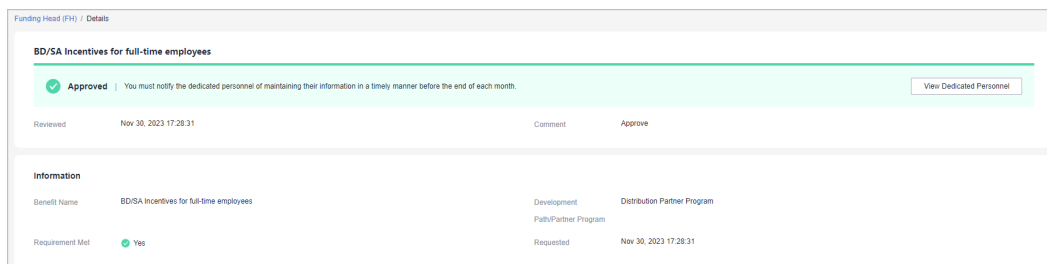 Funding Head (FH) / Details
BD/SA Incentives for full-time employees
Approved | You must notify the dedicated personnel of maintaining their information in a timely manner before the end of each month.
View Dedicated Personnel
Reviewed Nov 30, 2023 17:28:31 Comment Approve
Information
Benefit Name BD/SA Incentives for full-time employees Development Distribution Partner Program
Path/Partner Program
Requirement Met Yes Requested Nov 30, 2023 17:28:31